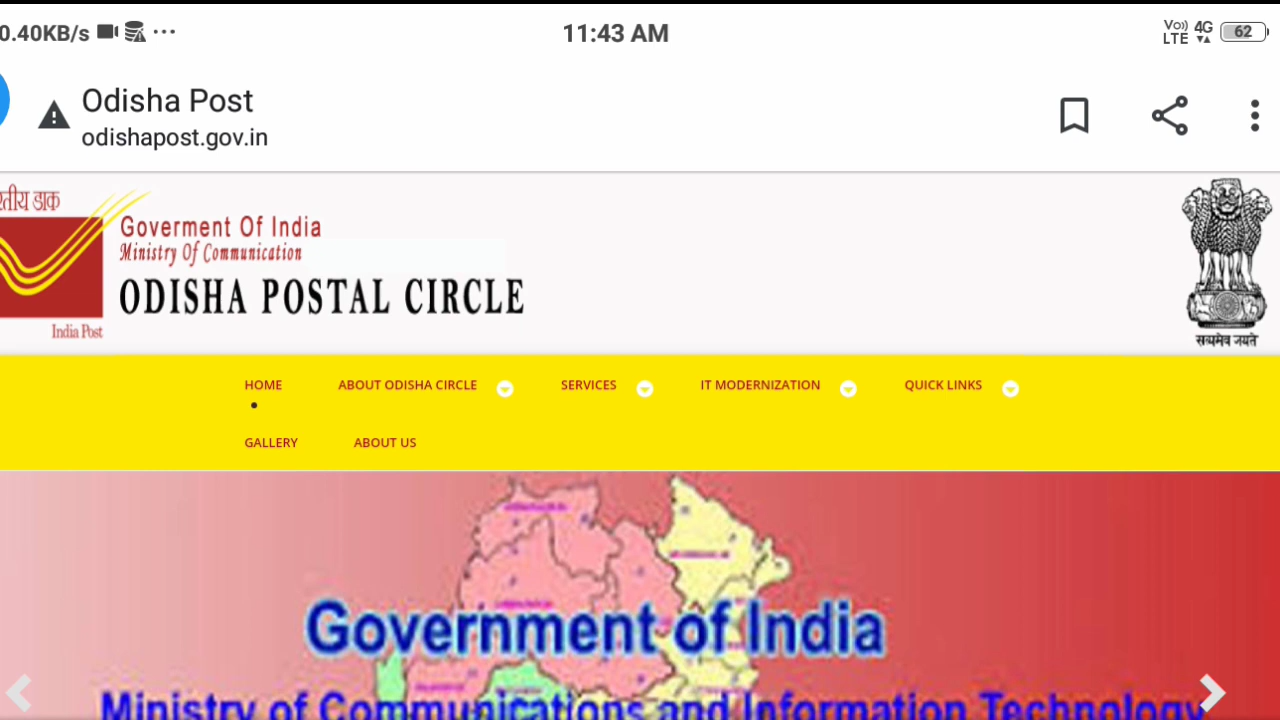 0.40KB/s
11:43 AM
Vo))
LTE
4G
62
Odisha Post
odishapost.gov.in
डाक
Goverment Of India
Ministry Of Communication
ODISHA POSTAL CIRCLE
India Post
सत्यमेव जयते
HOME
ABOUT ODISHA CIRCLE
SERVICES
IT MODERNIZATION
QUICK LINKS
GALLERY
ABOUT US
Government of India
Ministry of Communications and Information Technology